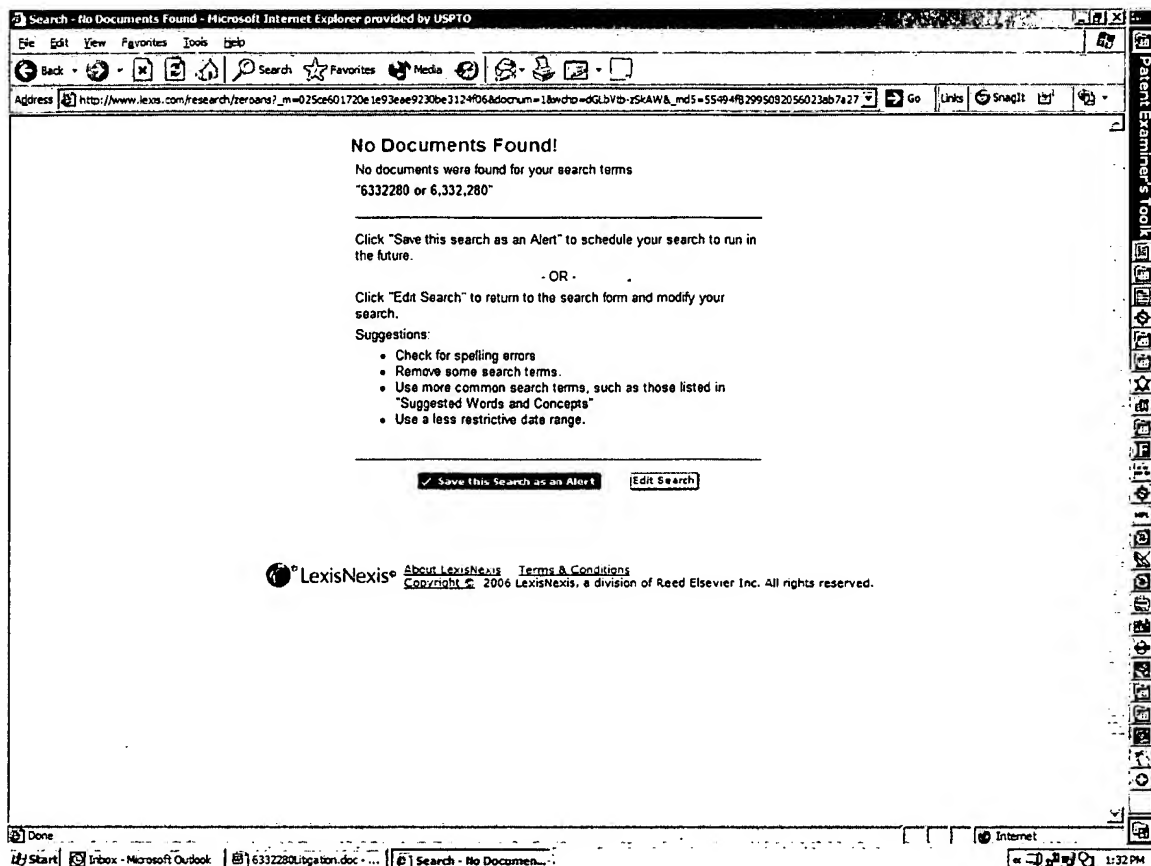 Search - No Documents Found - Microsoft Internet Explorer provided by USPTO
File Edit View Favorites Tools Help
Back Search Favorites Media
Address http://www.lexis.com/research/zeroans?_m=025ce601720e1e93eae9230be3124f06&docnum=1&wchp=dGLbVtb-zSkAW&_md5=55494f82995082056023ab7a27 Go Links SnagIt
Patent Examiner's Toolk
No Documents Found!
No documents were found for your search terms
"6332280 or 6,332,280"
Click "Save this search as an Alert" to schedule your search to run in
the future.
- OR -
Click "Edit Search" to return to the search form and modify your
search.
Suggestions:
• Check for spelling errors
• Remove some search terms.
• Use more common search terms, such as those listed in
"Suggested Words and Concepts"
• Use a less restrictive date range.
✓ Save this Search as an Alert Edit Search
LexisNexis® About LexisNexis Terms & Conditions
Copyright © 2006 LexisNexis, a division of Reed Elsevier Inc. All rights reserved.
Done Internet
Start Inbox - Microsoft Outlook 6332280Litigation.doc - ... Search - No Documen... 1:32 PM